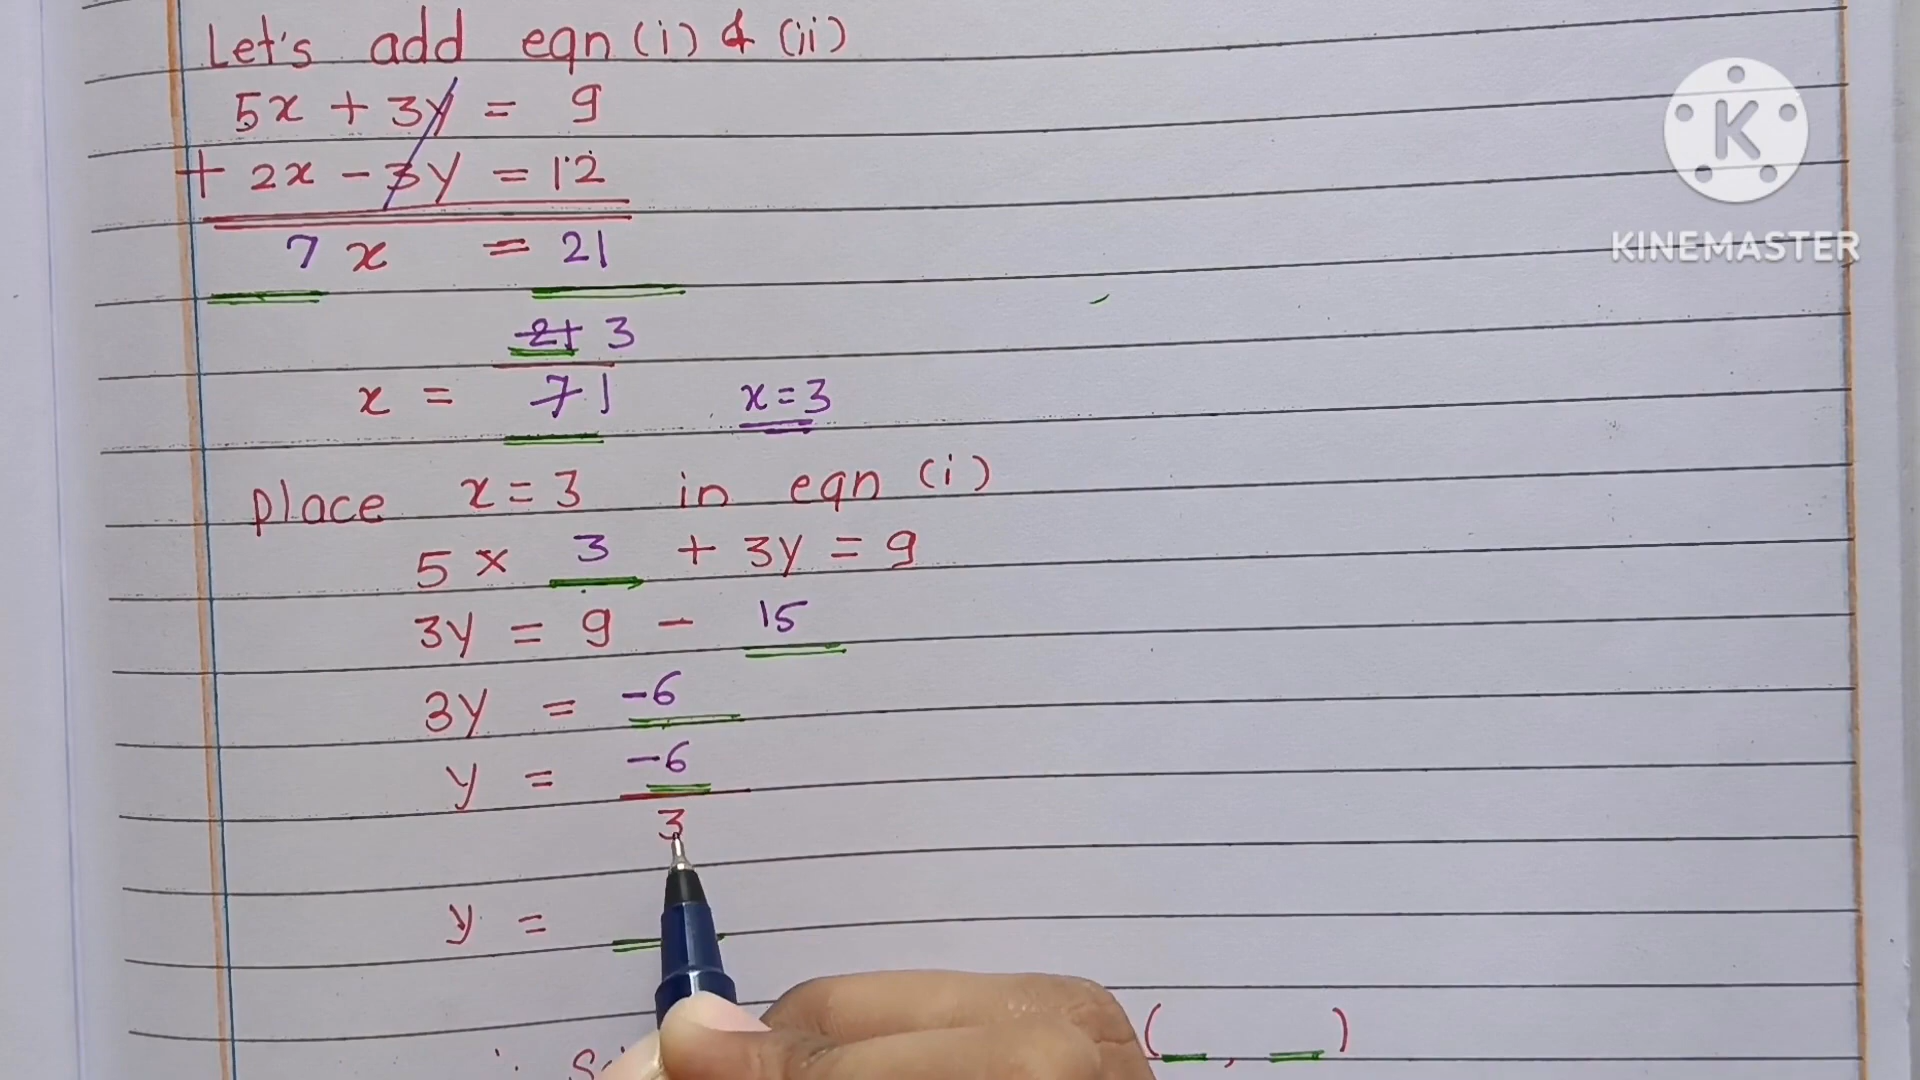 Let's add eqn (i) & (ii)
5x + 3y = 9
+ 2x - 3y = 12
7x = 21
21 3
x = 7 1 x = 3
place x = 3 in eqn (i)
5 × 3 + 3y = 9
3y = 9 - 15
3y = -6
y = -6
3
y =
( , )
K
KINEMASTER